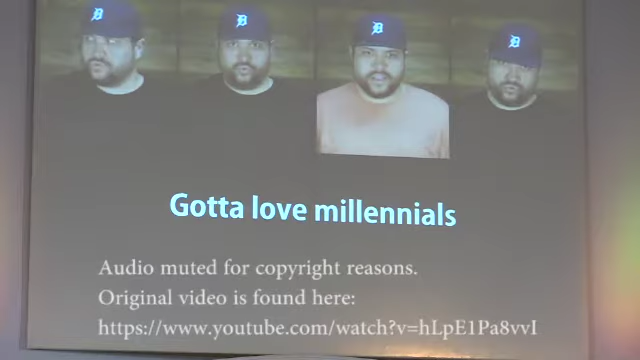 Gotta love millennials
Audio muted for copyright reasons.
Original video is found here:
https://www.youtube.com/watch?v=hLpE1Pa8vvI